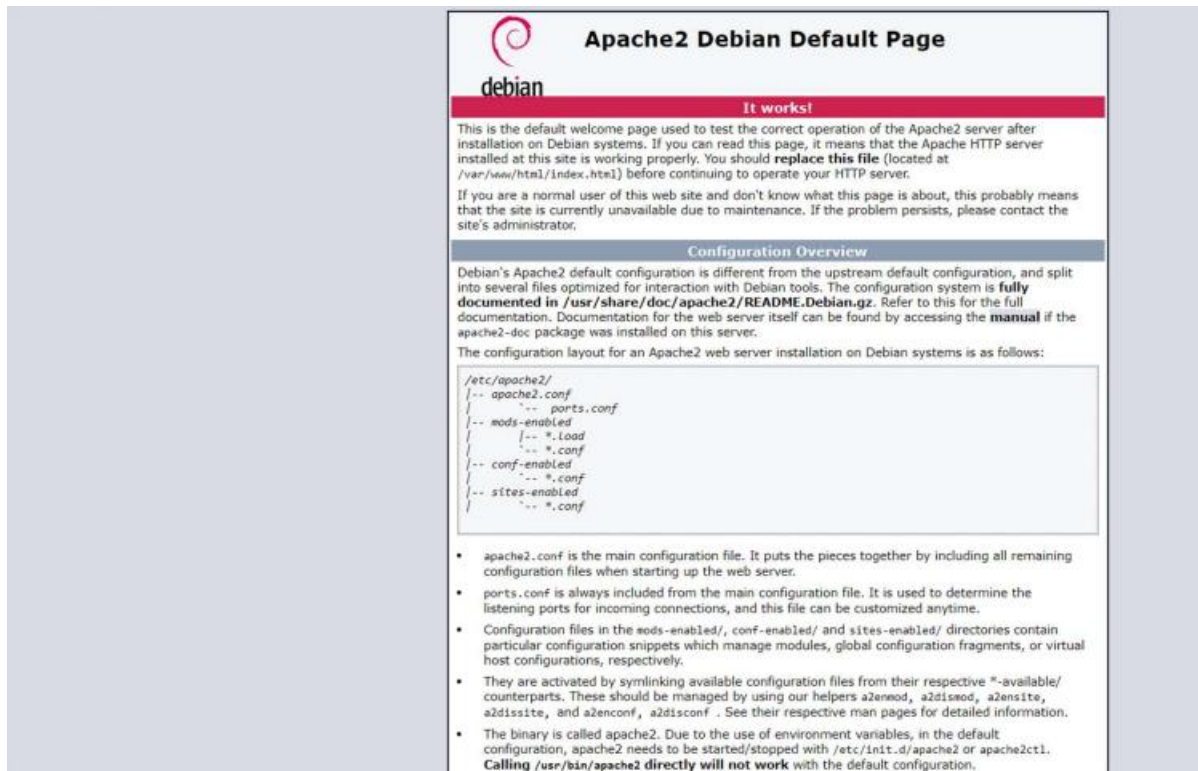 debian
Apache2 Debian Default Page
It works!
This is the default welcome page used to test the correct operation of the Apache2 server after
installation on Debian systems. If you can read this page, it means that the Apache HTTP server
installed at this site is working properly. You should replace this file (located at
/var/www/html/index.html) before continuing to operate your HTTP server.
If you are a normal user of this web site and don't know what this page is about, this probably means
that the site is currently unavailable due to maintenance. If the problem persists, please contact the
site's administrator.
Configuration Overview
Debian's Apache2 default configuration is different from the upstream default configuration, and split
into several files optimized for interaction with Debian tools. The configuration system is fully
documented in /usr/share/doc/apache2/README.Debian.gz. Refer to this for the full
documentation. Documentation for the web server itself can be found by accessing the manual if the
apache2-doc package was installed on this server.
The configuration layout for an Apache2 web server installation on Debian systems is as follows:
/etc/apache2/
|-- apache2.conf
|       `--  ports.conf
|-- mods-enabled
|       |-- *.load
|       `-- *.conf
|-- conf-enabled
|       `-- *.conf
|-- sites-enabled
|       `-- *.conf
• apache2.conf is the main configuration file. It puts the pieces together by including all remaining
configuration files when starting up the web server.
• ports.conf is always included from the main configuration file. It is used to determine the
listening ports for incoming connections, and this file can be customized anytime.
• Configuration files in the mods-enabled/, conf-enabled/ and sites-enabled/ directories contain
particular configuration snippets which manage modules, global configuration fragments, or virtual
host configurations, respectively.
• They are activated by symlinking available configuration files from their respective *-available/
counterparts. These should be managed by using our helpers a2enmod, a2dismod, a2ensite,
a2dissite, and a2enconf, a2disconf . See their respective man pages for detailed information.
• The binary is called apache2. Due to the use of environment variables, in the default
configuration, apache2 needs to be started/stopped with /etc/init.d/apache2 or apache2ctl.
Calling /usr/bin/apache2 directly will not work with the default configuration.